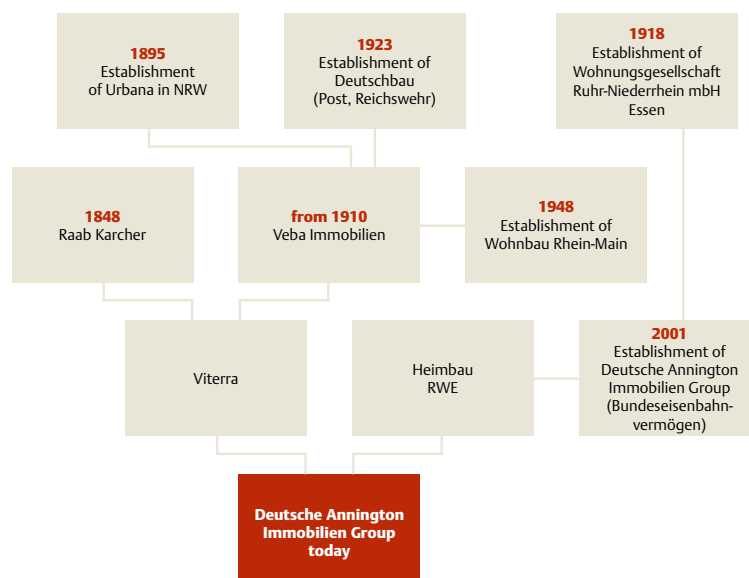 1895
Establishment
of Urbana in NRW
1923
Establishment of
Deutschbau
(Post, Reichswehr)
1918
Establishment of
Wohnungsgesellschaft
Ruhr-Niederrhein mbH
Essen
1848
Raab Karcher
from 1910
Veba Immobilien
1948
Establishment of
Wohnbau Rhein-Main
Viterra
Heimbau
RWE
2001
Establishment of
Deutsche Annington
Immobilien Group
(Bundeseisenbahn-
vermögen)
Deutsche Annington
Immobilien Group
today